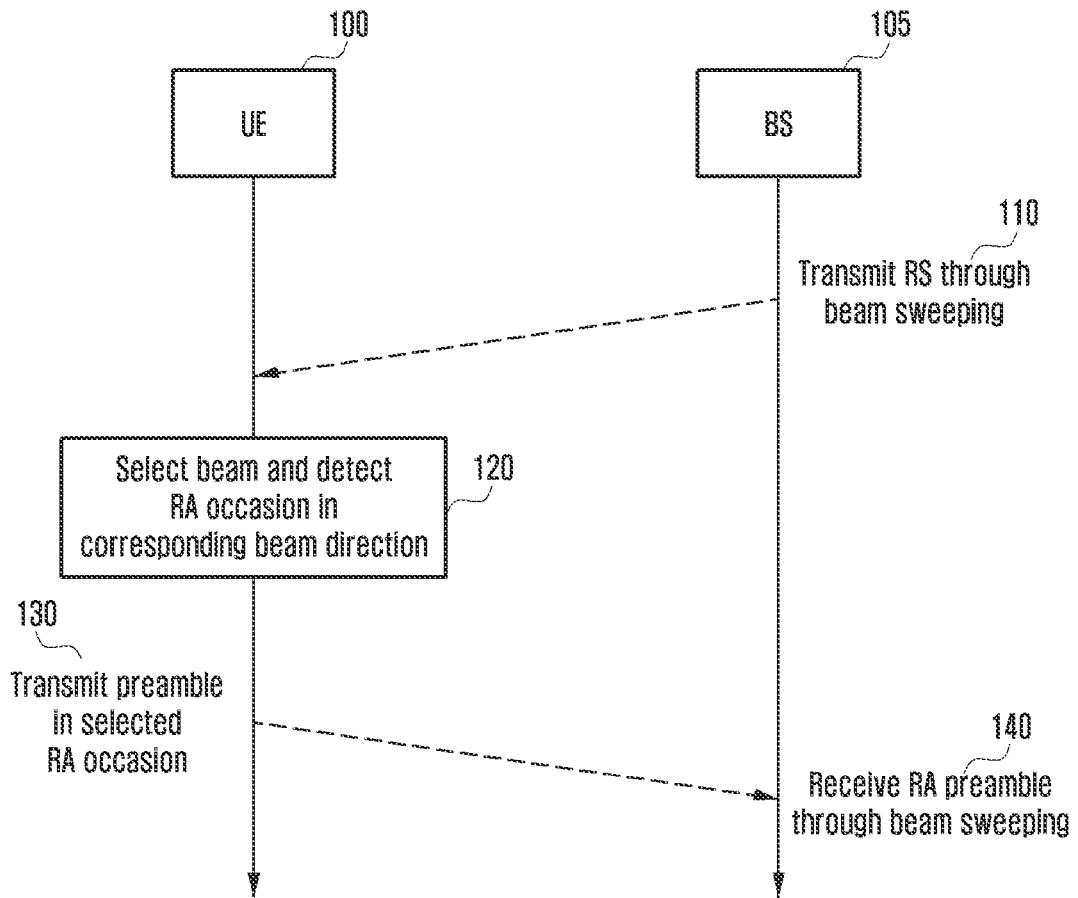 100
105
UE
BS
110
Transmit RS through
beam sweeping
Select beam and detect
RA occasion in
corresponding beam direction
120
130
Transmit preamble
in selected
RA occasion
140
Receive RA preamble
through beam sweeping